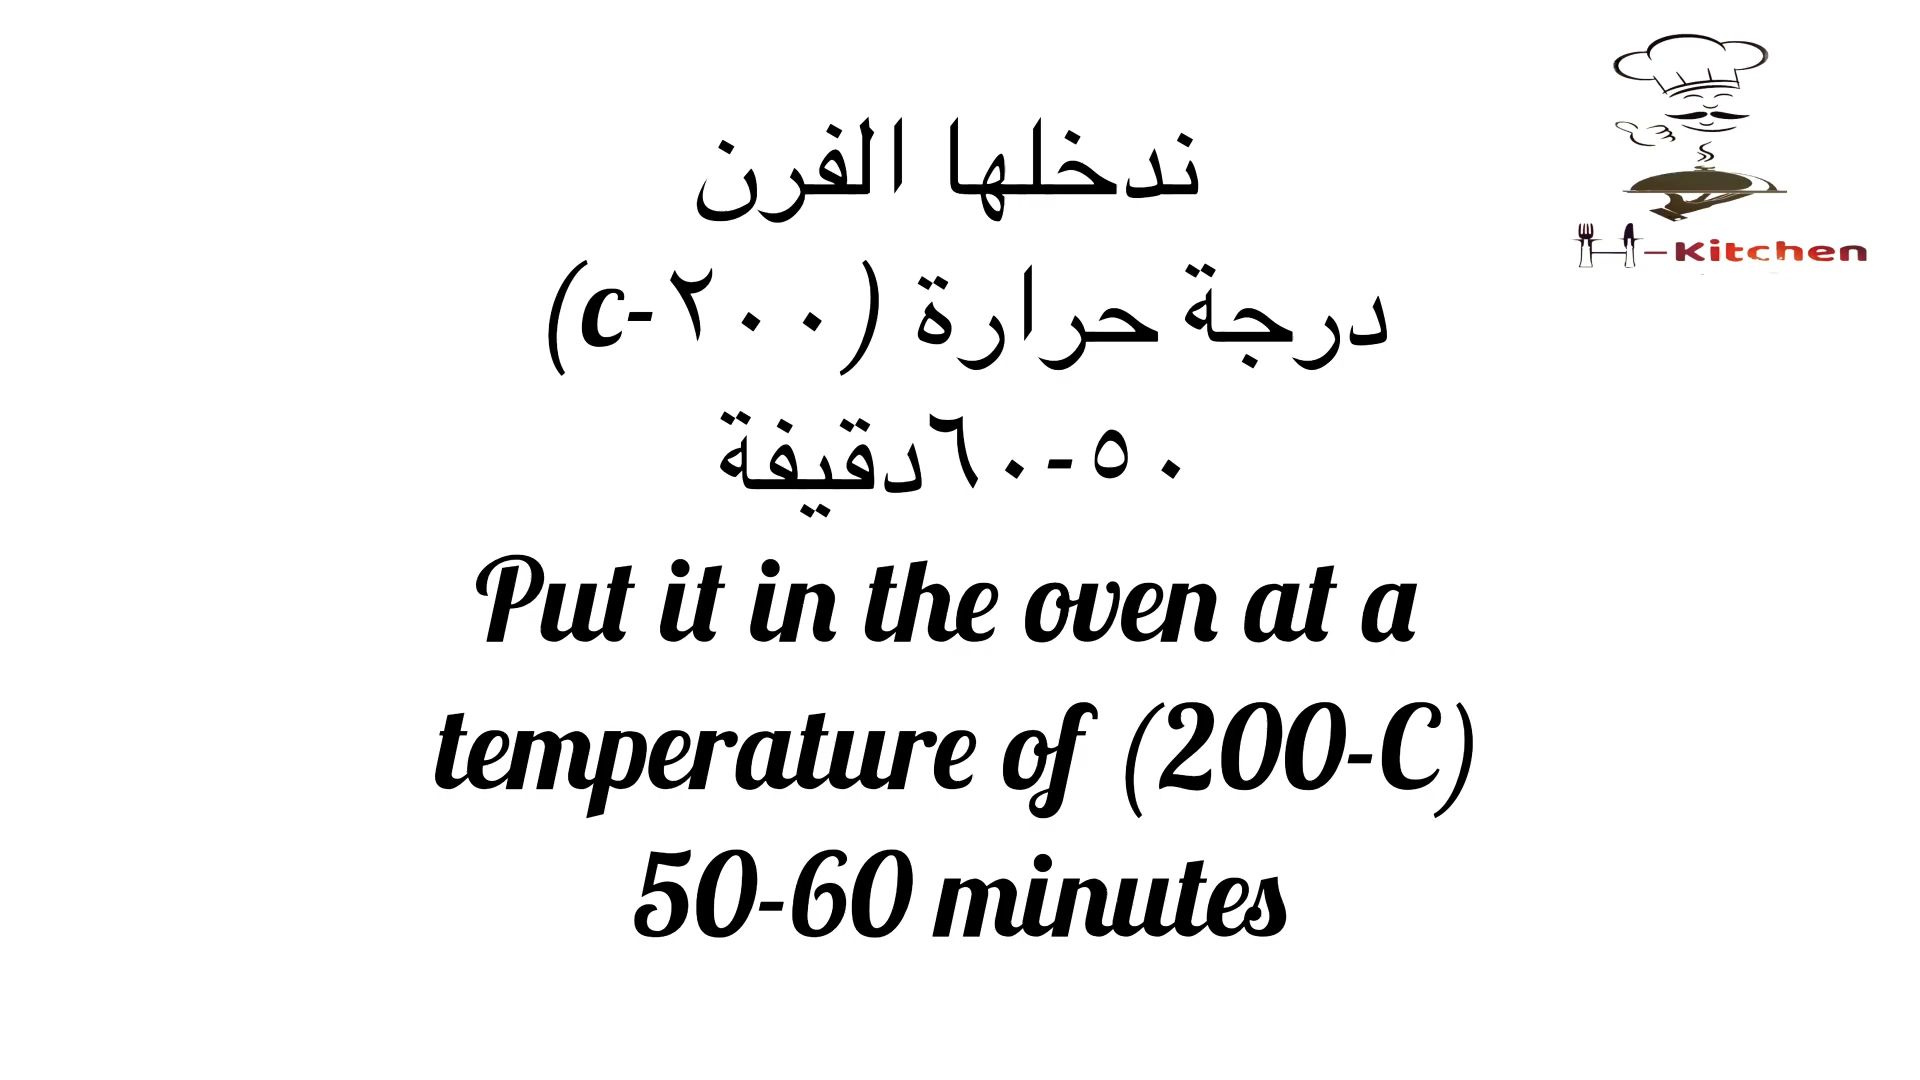 ندخلها الفرن
درجة حرارة (٢٠٠-c)
٥٠-٦٠دقيفة
Put it in the oven at a
temperature of (200-C)
50-60 minutes
H-Kitchen